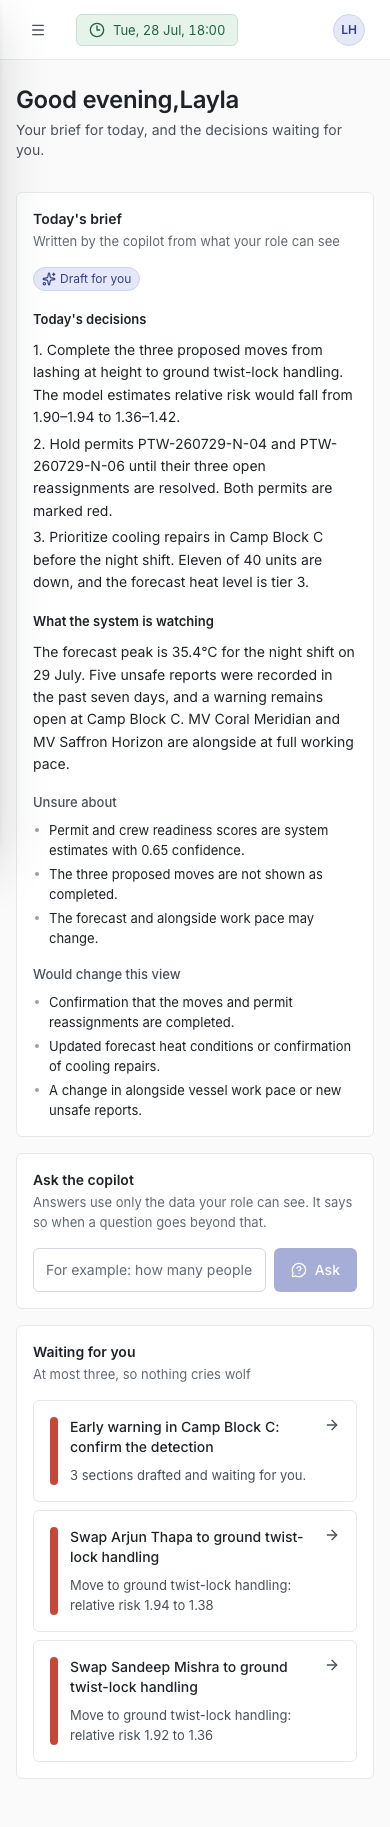 Tue, 28 Jul, 18:00
LH
Good evening,Layla
Your brief for today, and the decisions waiting for
you.
Today's brief
Written by the copilot from what your role can see
Draft for you
Today's decisions
1. Complete the three proposed moves from
lashing at height to ground twist-lock handling.
The model estimates relative risk would fall from
1.90–1.94 to 1.36–1.42.
2. Hold permits PTW-260729-N-04 and PTW-
260729-N-06 until their three open
reassignments are resolved. Both permits are
marked red.
3. Prioritize cooling repairs in Camp Block C
before the night shift. Eleven of 40 units are
down, and the forecast heat level is tier 3.
What the system is watching
The forecast peak is 35.4°C for the night shift on
29 July. Five unsafe reports were recorded in
the past seven days, and a warning remains
open at Camp Block C. MV Coral Meridian and
MV Saffron Horizon are alongside at full working
pace.
Unsure about
• Permit and crew readiness scores are system
estimates with 0.65 confidence.
• The three proposed moves are not shown as
completed.
• The forecast and alongside work pace may
change.
Would change this view
• Confirmation that the moves and permit
reassignments are completed.
• Updated forecast heat conditions or confirmation
of cooling repairs.
• A change in alongside vessel work pace or new
unsafe reports.
Ask the copilot
Answers use only the data your role can see. It says
so when a question goes beyond that.
For example: how many people
Ask
Waiting for you
At most three, so nothing cries wolf
Early warning in Camp Block C:
confirm the detection
3 sections drafted and waiting for you.
Swap Arjun Thapa to ground twist-
lock handling
Move to ground twist-lock handling:
relative risk 1.94 to 1.38
Swap Sandeep Mishra to ground
twist-lock handling
Move to ground twist-lock handling:
relative risk 1.92 to 1.36